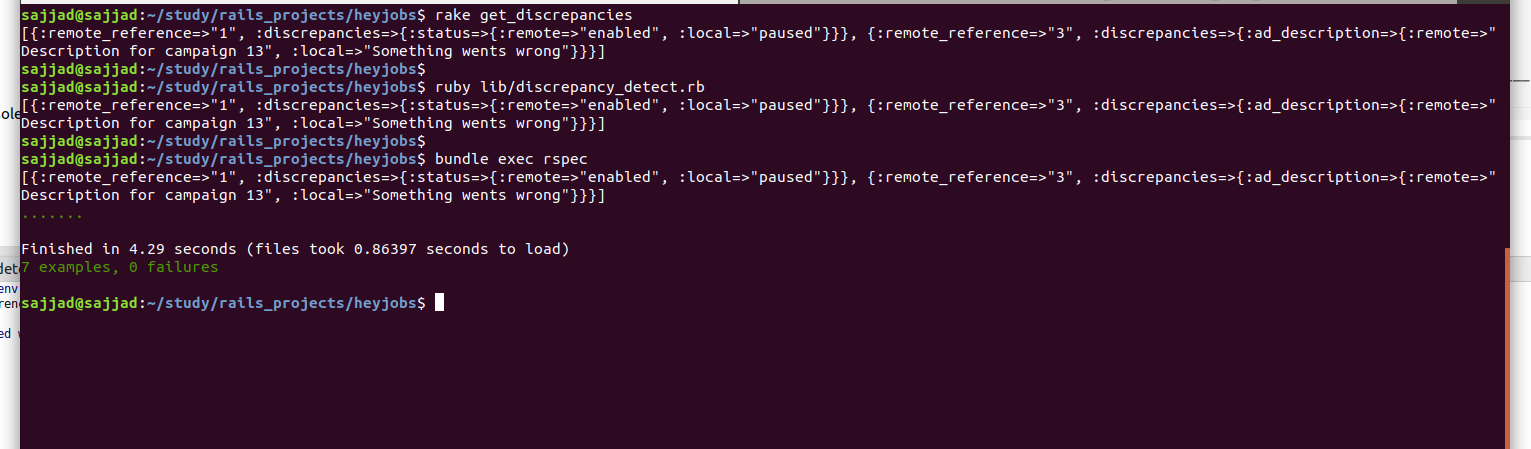 sajjad@sajjad:~/study/rails_projects/heyjobs$ rake get_discrepancies
[{:remote_reference=>"1", :discrepancies=>{:status=>{:remote=>"enabled", :local=>"paused"}}}, {:remote_reference=>"3", :discrepancies=>{:ad_description=>{:remote=>"
Description for campaign 13", :local=>"Something wents wrong"}}}]
sajjad@sajjad:~/study/rails_projects/heyjobs$
sajjad@sajjad:~/study/rails_projects/heyjobs$ ruby lib/discrepancy_detect.rb
[{:remote_reference=>"1", :discrepancies=>{:status=>{:remote=>"enabled", :local=>"paused"}}}, {:remote_reference=>"3", :discrepancies=>{:ad_description=>{:remote=>"
Description for campaign 13", :local=>"Something wents wrong"}}}]
sajjad@sajjad:~/study/rails_projects/heyjobs$
sajjad@sajjad:~/study/rails_projects/heyjobs$ bundle exec rspec
[{:remote_reference=>"1", :discrepancies=>{:status=>{:remote=>"enabled", :local=>"paused"}}}, {:remote_reference=>"3", :discrepancies=>{:ad_description=>{:remote=>"
Description for campaign 13", :local=>"Something wents wrong"}}}]
.......
Finished in 4.29 seconds (files took 0.86397 seconds to load)
7 examples, 0 failures
sajjad@sajjad:~/study/rails_projects/heyjobs$